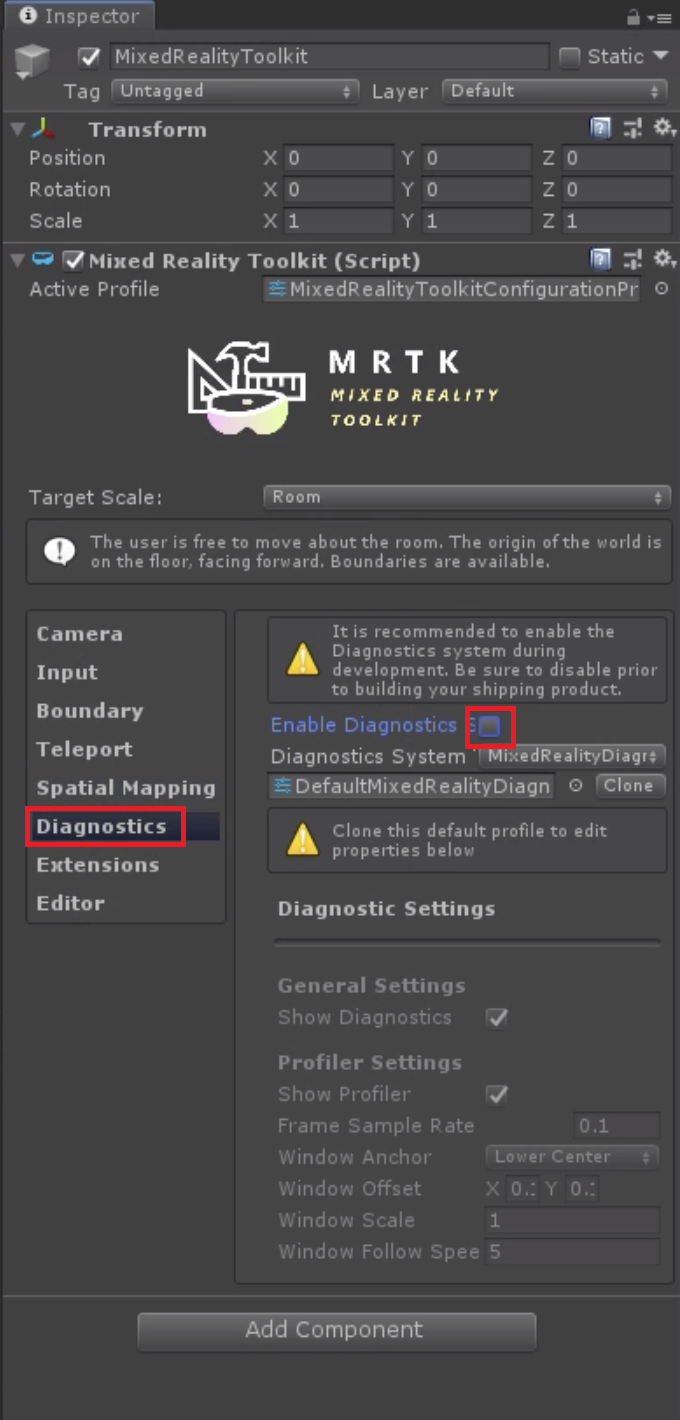 Inspector
MixedRealityToolkit Static
Tag Untagged Layer Default
Transform
Position X 0 Y 0 Z 0
Rotation X 0 Y 0 Z 0
Scale X 1 Y 1 Z 1
Mixed Reality Toolkit (Script)
Active Profile MixedRealityToolkitConfigurationPr
MRTK
MIXED REALITY
TOOLKIT
Target Scale: Room
The user is free to move about the room. The origin of the world is
on the floor, facing forward. Boundaries are available.
Camera
Input
Boundary
Teleport
Spatial Mapping
Diagnostics
Extensions
Editor
It is recommended to enable the
Diagnostics system during
development. Be sure to disable prior
to building your shipping product.
Enable Diagnostics S
Diagnostics System MixedRealityDiagn
DefaultMixedRealityDiagn Clone
Clone this default profile to edit
properties below
Diagnostic Settings
General Settings
Show Diagnostics
Profiler Settings
Show Profiler
Frame Sample Rate 0.1
Window Anchor Lower Center
Window Offset X 0. Y 0.
Window Scale 1
Window Follow Spee 5
Add Component